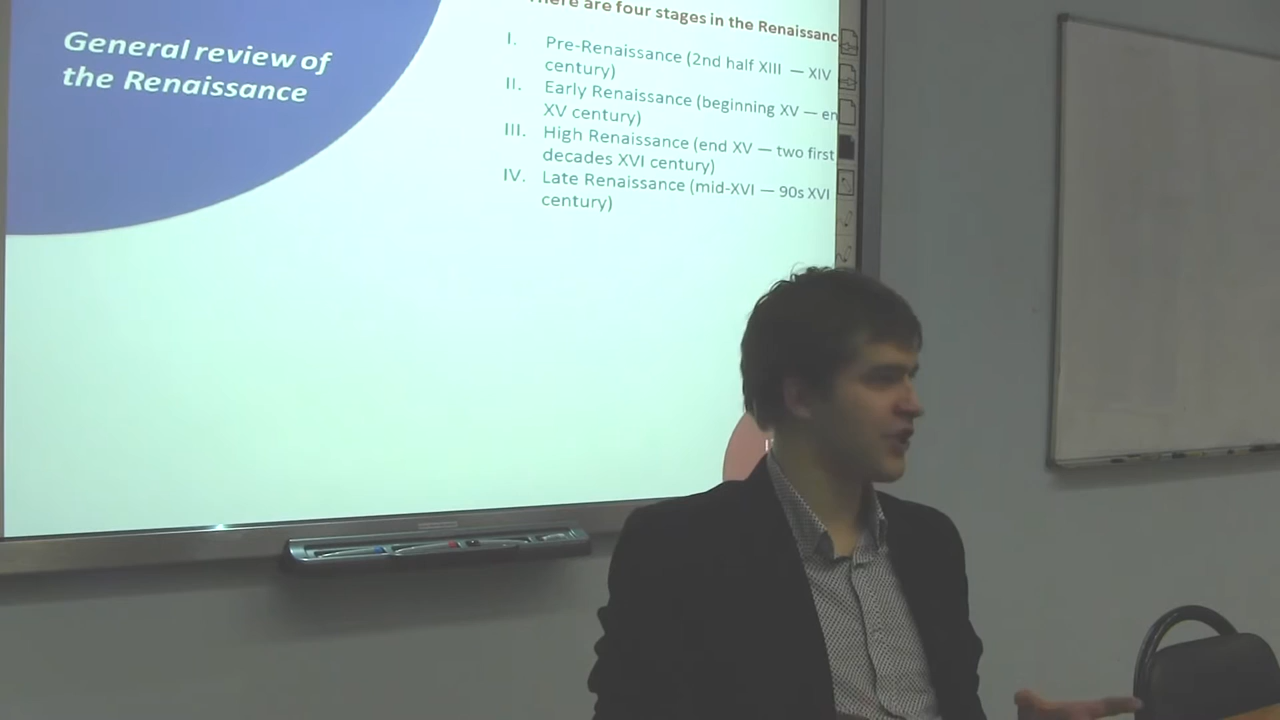 General review of
the Renaissance
There are four stages in the Renaissanc
I. Pre-Renaissance (2nd half XIII — XIV
century)
II. Early Renaissance (beginning XV — en
XV century)
III. High Renaissance (end XV — two first
decades XVI century)
IV. Late Renaissance (mid-XVI — 90s XVI
century)